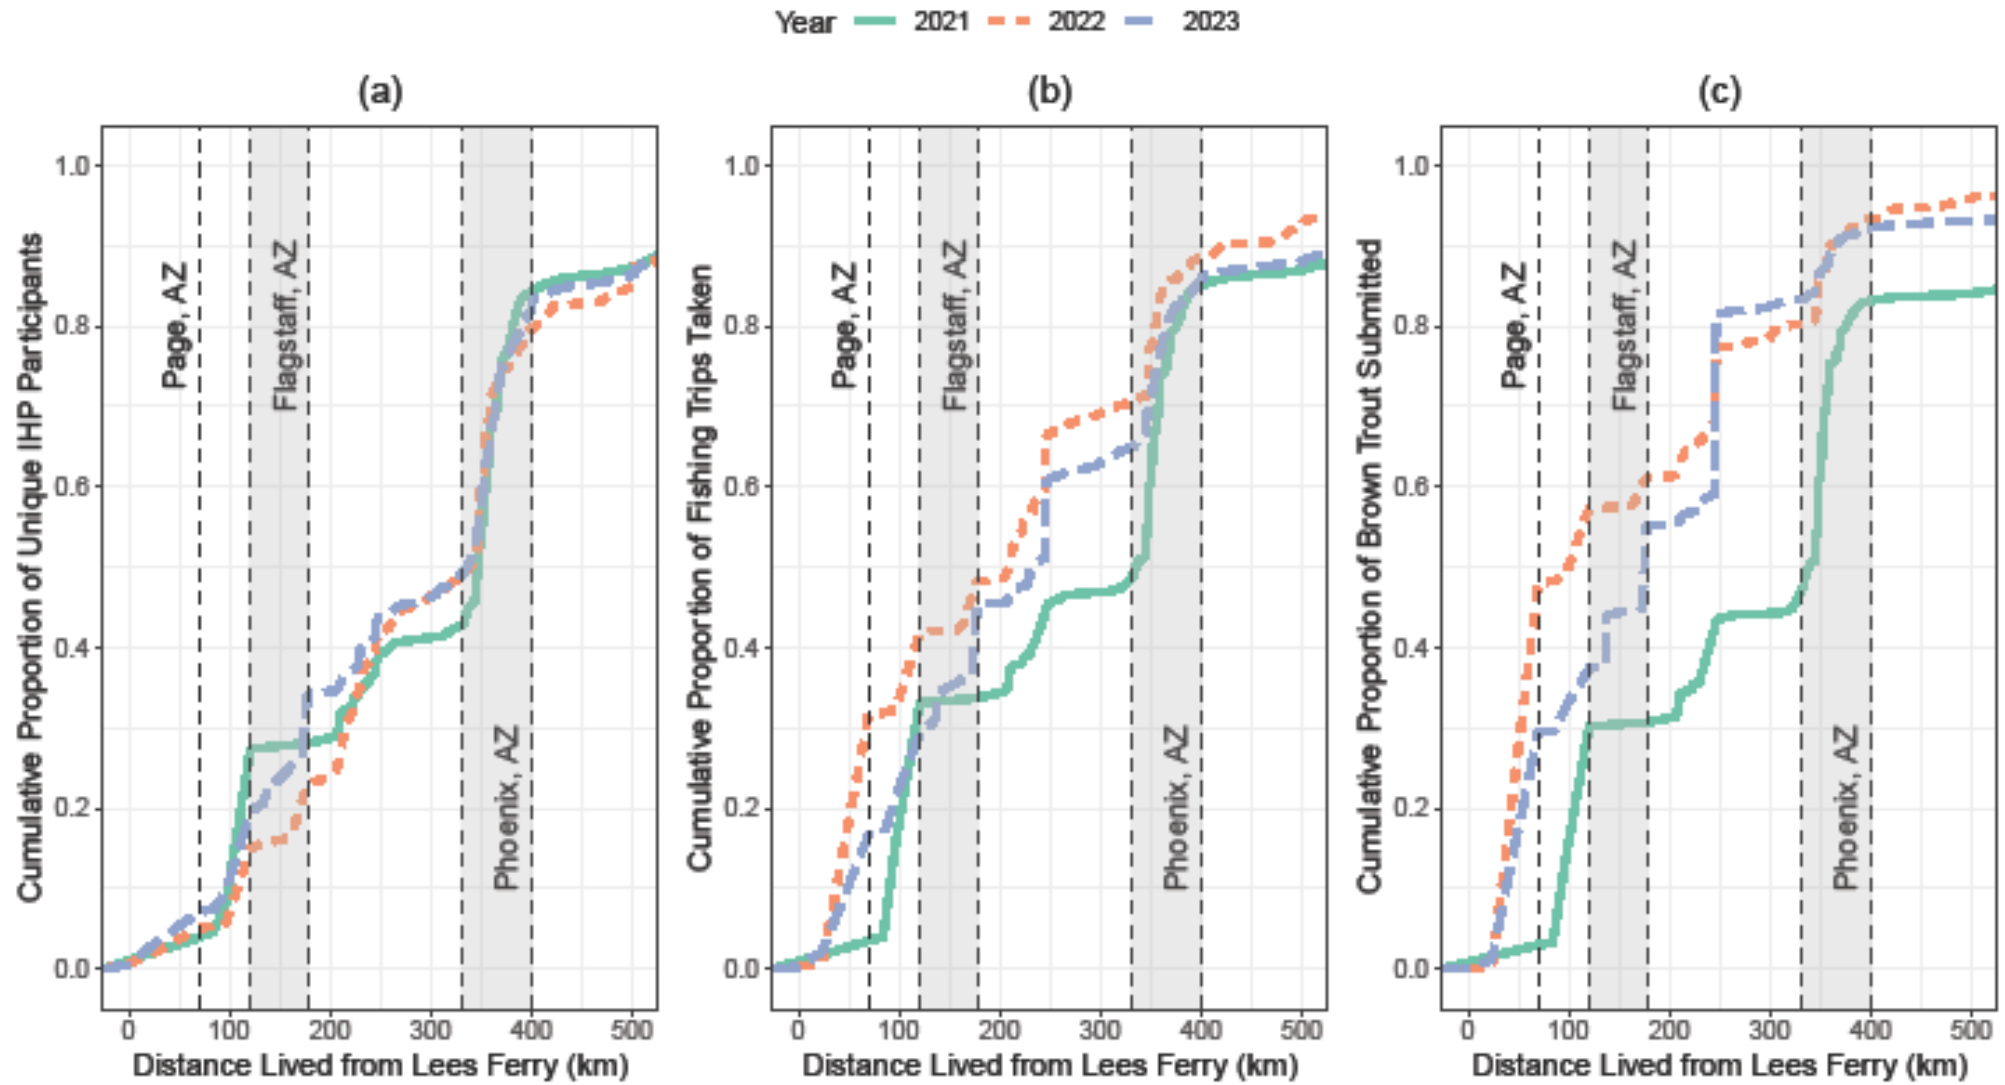 Year 2021 2022 2023
(a)
Cumulative Proportion of Unique IHP Participants
1.0
0.8
0.6
0.4
0.2
0.0
Page, AZ
Flagstaff, AZ
Phoenix, AZ
0 100 200 300 400 500
Distance Lived from Lees Ferry (km)
(b)
Cumulative Proportion of Fishing Trips Taken
1.0
0.8
0.6
0.4
0.2
0.0
Page, AZ
Flagstaff, AZ
Phoenix, AZ
0 100 200 300 400 500
Distance Lived from Lees Ferry (km)
(c)
Cumulative Proportion of Brown Trout Submitted
1.0
0.8
0.6
0.4
0.2
0.0
Page, AZ
Flagstaff, AZ
Phoenix, AZ
0 100 200 300 400 500
Distance Lived from Lees Ferry (km)